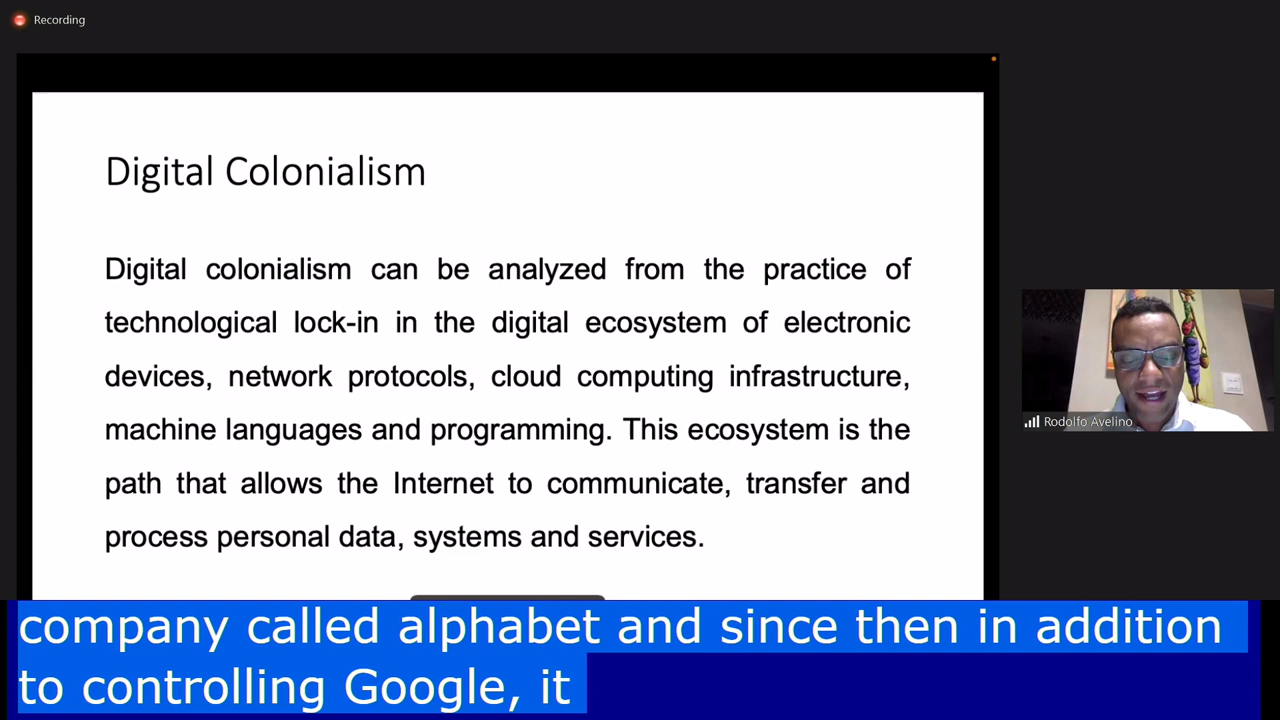 Recording
Digital Colonialism
Digital colonialism can be analyzed from the practice of
technological lock-in in the digital ecosystem of electronic
devices, network protocols, cloud computing infrastructure,
machine languages and programming. This ecosystem is the
path that allows the Internet to communicate, transfer and
process personal data, systems and services.
Rodolfo Avelino
company called alphabet and since then in addition
to controlling Google, it